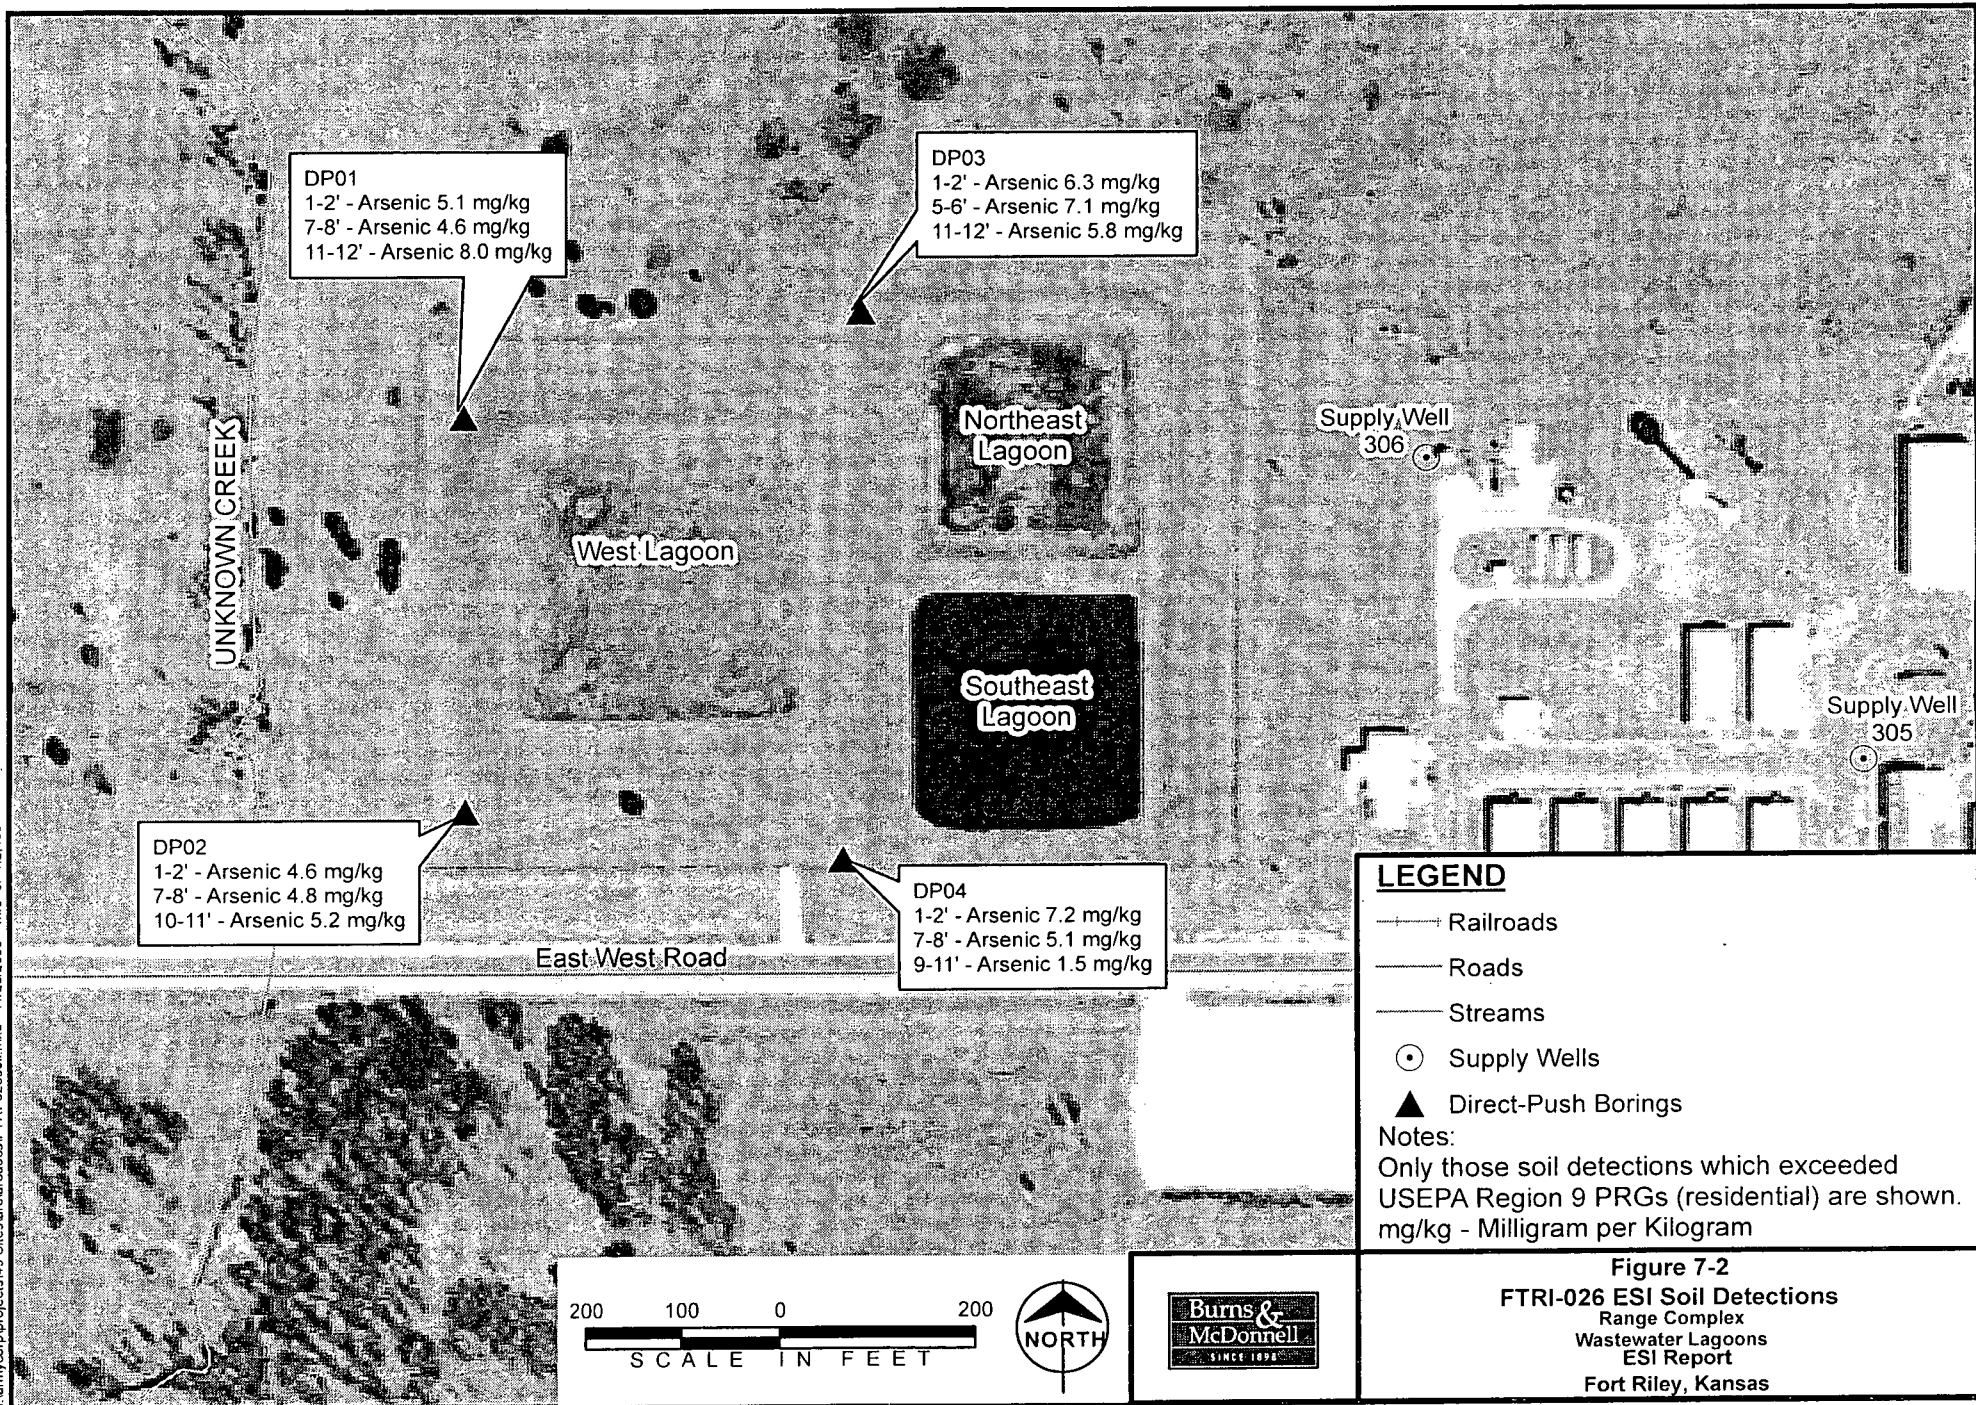 DP01
1-2' - Arsenic 5.1 mg/kg
7-8' - Arsenic 4.6 mg/kg
11-12' - Arsenic 8.0 mg/kg
DP03
1-2' - Arsenic 6.3 mg/kg
5-6' - Arsenic 7.1 mg/kg
11-12' - Arsenic 5.8 mg/kg
UNKNOWN CREEK
Northeast
Lagoon
Supply Well
306
West Lagoon
Southeast
Lagoon
Supply Well
305
DP02
1-2' - Arsenic 4.6 mg/kg
7-8' - Arsenic 4.8 mg/kg
10-11' - Arsenic 5.2 mg/kg
DP04
1-2' - Arsenic 7.2 mg/kg
7-8' - Arsenic 5.1 mg/kg
9-11' - Arsenic 1.5 mg/kg
East West Road
LEGEND
Railroads
Roads
Streams
Supply Wells
Direct-Push Borings
Notes:
Only those soil detections which exceeded
USEPA Region 9 PRGs (residential) are shown.
mg/kg - Milligram per Kilogram
200 100 0 200
SCALE IN FEET
NORTH
Burns &
McDonnell
SINCE 1898
Figure 7-2
FTRI-026 ESI Soil Detections
Range Complex
Wastewater Lagoons
ESI Report
Fort Riley, Kansas